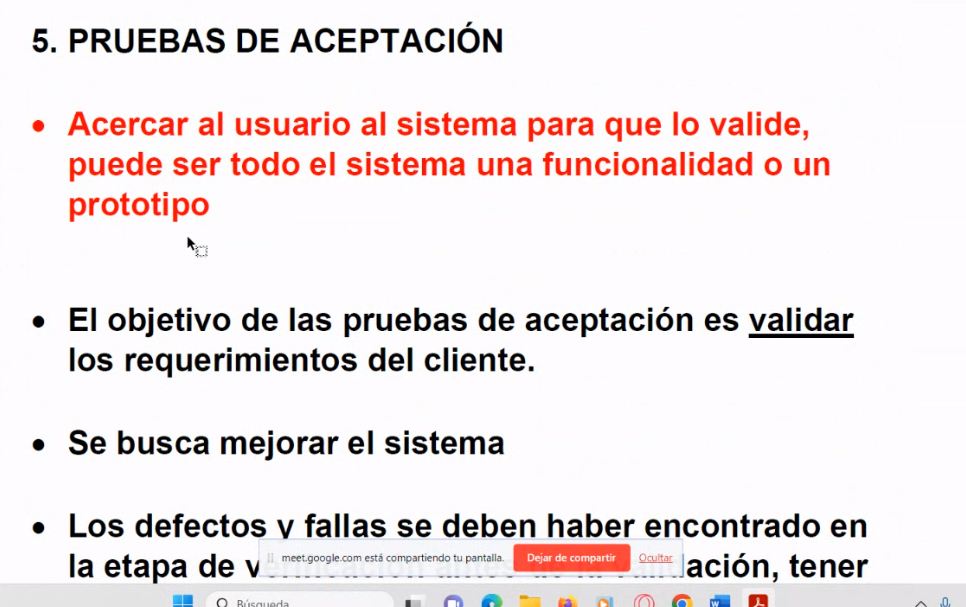 5. PRUEBAS DE ACEPTACIÓN
• Acercar al usuario al sistema para que lo valide,
puede ser todo el sistema una funcionalidad o un
prototipo
• El objetivo de las pruebas de aceptación es validar
los requerimientos del cliente.
• Se busca mejorar el sistema
• Los defectos y fallas se deben haber encontrado en
la etapa de tener
meet.google.com está compartiendo tu pantalla. Dejar de compartir Ocultar
Búsqueda